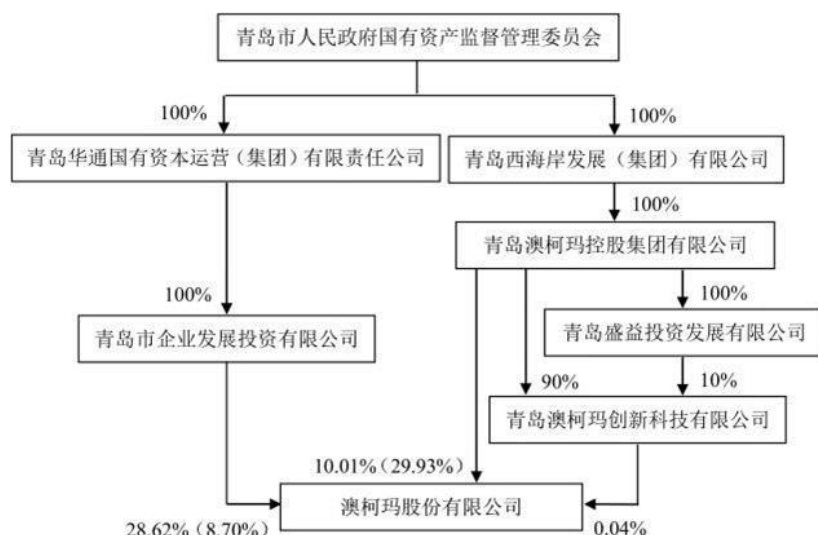 青岛市人民政府国有资产监督管理委员会
100%
100%
青岛华通国有资本运营（集团）有限责任公司
青岛西海岸发展（集团）有限公司
100%
青岛澳柯玛控股集团有限公司
100%
100%
青岛市企业发展投资有限公司
青岛盛益投资发展有限公司
90%
10%
青岛澳柯玛创新科技有限公司
10.01%（29.93%）
澳柯玛股份有限公司
28.62%（8.70%）
0.04%